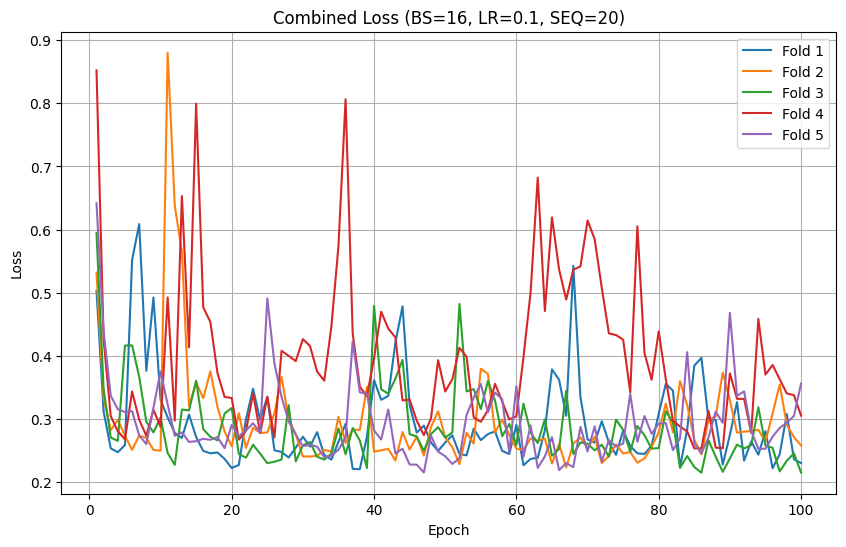 Combined Loss (BS=16, LR=0.1, SEQ=20)
Fold 1
Fold 2
Fold 3
Fold 4
Fold 5
Loss
0.9
0.8
0.7
0.6
0.5
0.4
0.3
0.2
0 20 40 60 80 100
Epoch